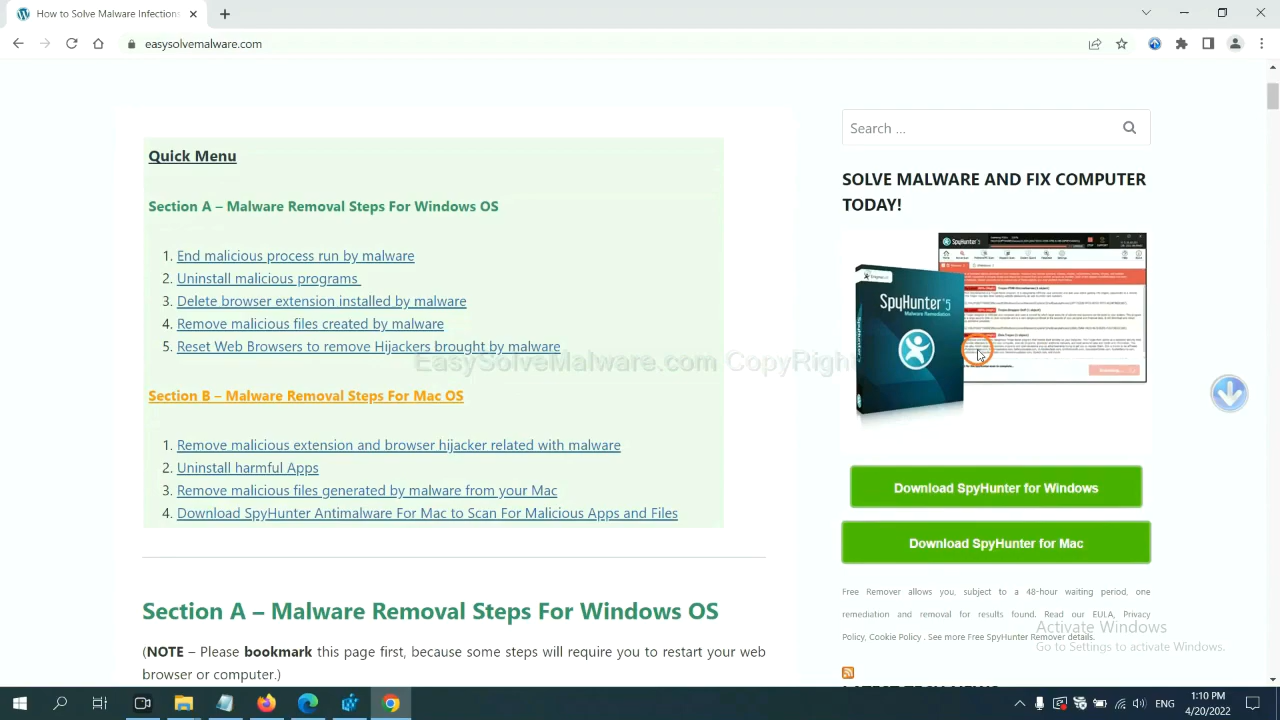 How to Solve Malware Infections
easysolvemalware.com
Quick Menu
Section A – Malware Removal Steps For Windows OS
1. End malicious process run by malware
2. Uninstall malicious programs
3. Delete browser extension installed by malware
4. Remove malicious files created by malware
5. Reset Web Browser to Remove Hijackers brought by malware
Section B – Malware Removal Steps For Mac OS
1. Remove malicious extension and browser hijacker related with malware
2. Uninstall harmful Apps
3. Remove malicious files generated by malware from your Mac
4. Download SpyHunter Antimalware For Mac to Scan For Malicious Apps and Files
Section A – Malware Removal Steps For Windows OS
(NOTE – Please bookmark this page first, because some steps will require you to restart your web
browser or computer.)
Search ...
SOLVE MALWARE AND FIX COMPUTER
TODAY!
SpyHunter 5
SpyHunter 5
Malware Remediation
Download SpyHunter for Windows
Download SpyHunter for Mac
Free Remover allows you, subject to a 48-hour waiting period, one
remediation and removal for results found. Read our EULA, Privacy
Policy, Cookie Policy . See more Free SpyHunter Remover details.
Activate Windows
Go to Settings to activate Windows.
ENG
1:10 PM
4/20/2022